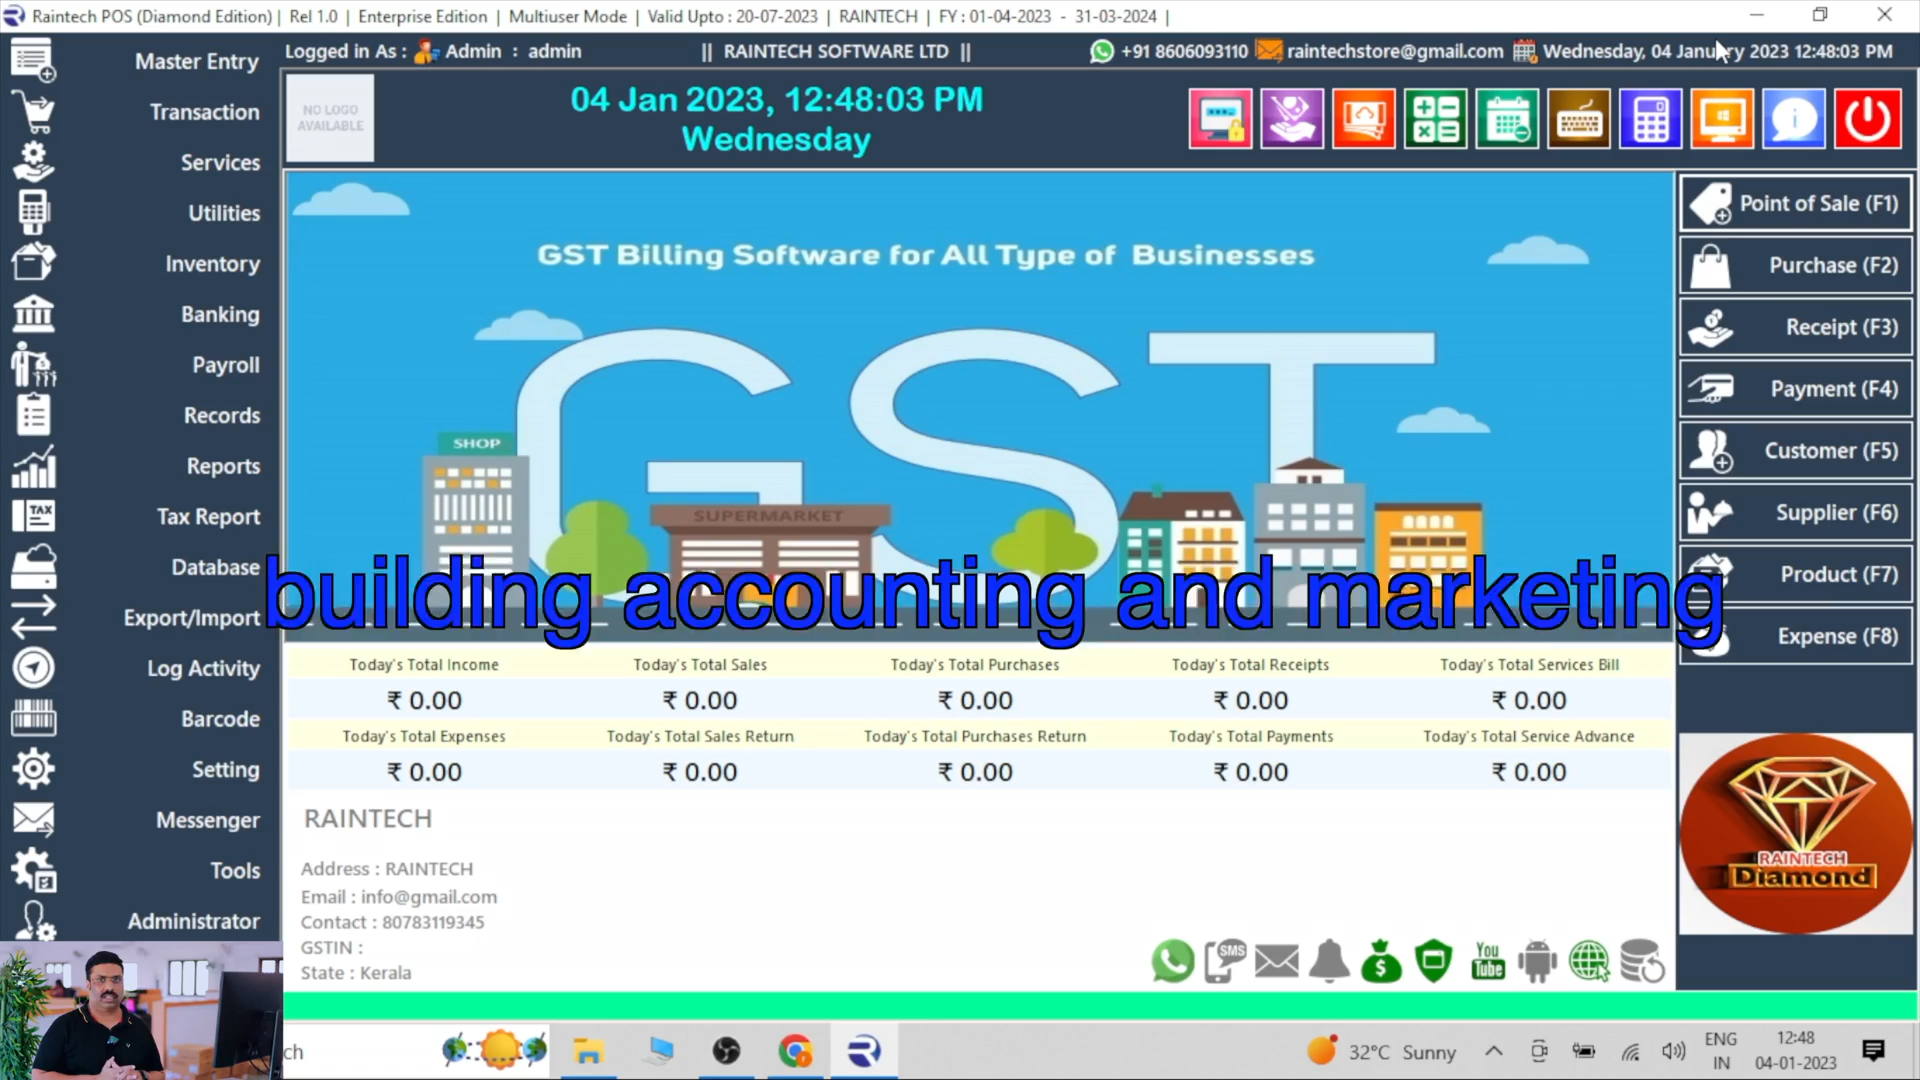 Raintech POS (Diamond Edition) | Rel 1.0 | Enterprise Edition | Multiuser Mode | Valid Upto : 20-07-2023 | RAINTECH | FY : 01-04-2023 - 31-03-2024 |
Logged in As : Admin : admin || RAINTECH SOFTWARE LTD || +91 8606093110 raintechstore@gmail.com Wednesday, 04 January 2023 12:48:03 PM
Master Entry
Transaction
Services
Utilities
Inventory
Banking
Payroll
Records
Reports
Tax Report
TAX
Database
Export/Import
Log Activity
Barcode
Setting
Messenger
Tools
Administrator
NO LOGO
AVAILABLE
04 Jan 2023, 12:48:03 PM
Wednesday
GST Billing Software for All Type of Businesses
GST
SHOP
SUPERMARKET
building accounting and marketing
Point of Sale (F1)
Purchase (F2)
Receipt (F3)
Payment (F4)
Customer (F5)
Supplier (F6)
Product (F7)
Expense (F8)
Today's Total Income Today's Total Sales Today's Total Purchases Today's Total Receipts Today's Total Services Bill
₹ 0.00 ₹ 0.00 ₹ 0.00 ₹ 0.00 ₹ 0.00
Today's Total Expenses Today's Total Sales Return Today's Total Purchases Return Today's Total Payments Today's Total Service Advance
₹ 0.00 ₹ 0.00 ₹ 0.00 ₹ 0.00 ₹ 0.00
RAINTECH
Address : RAINTECH
Email : info@gmail.com
Contact : 80783119345
GSTIN :
State : Kerala
SMS
You
Tube
RAINTECH
Diamond
ch
32°C Sunny
ENG
IN
12:48
04-01-2023